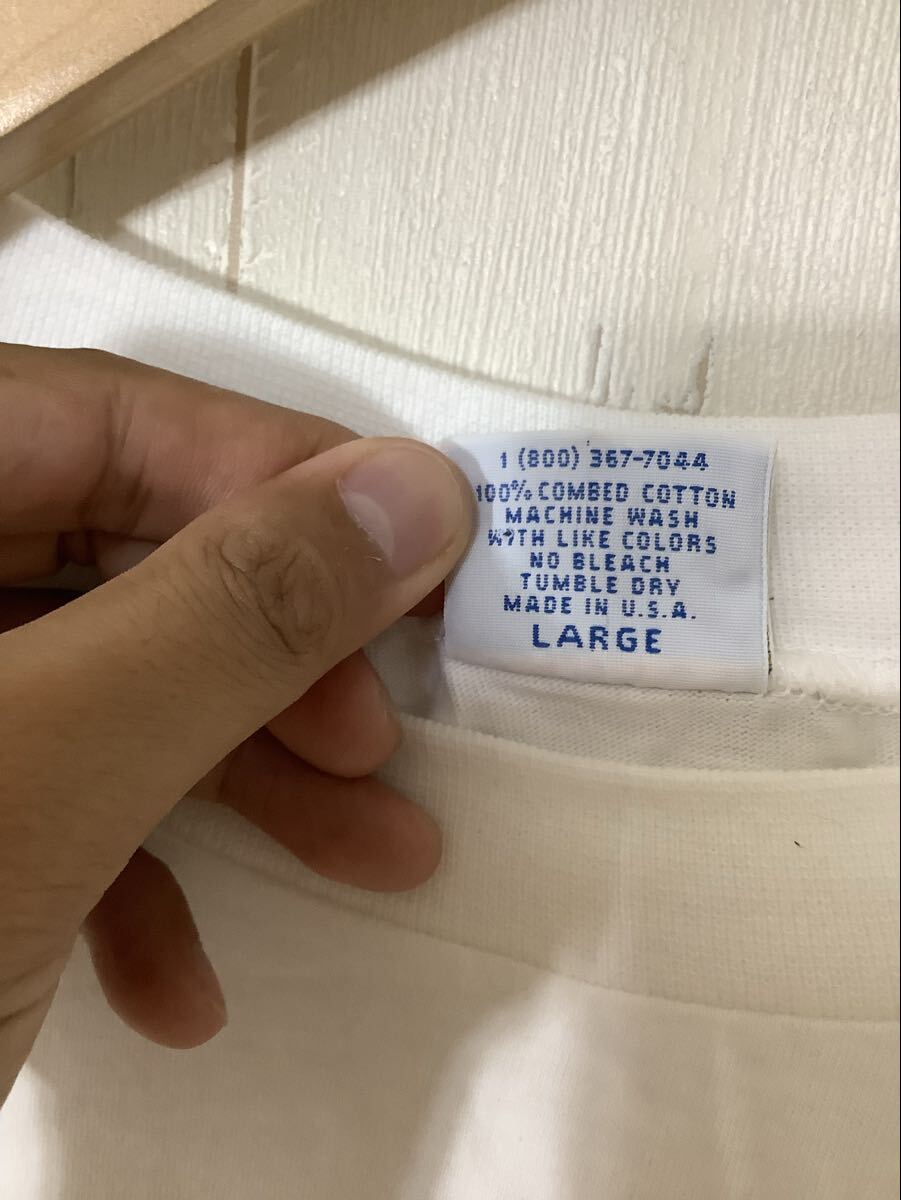 1 (800) 367-7044
100% COMBED COTTON
MACHINE WASH
WITH LIKE COLORS
NO BLEACH
TUMBLE DRY
MADE IN U.S.A.
LARGE